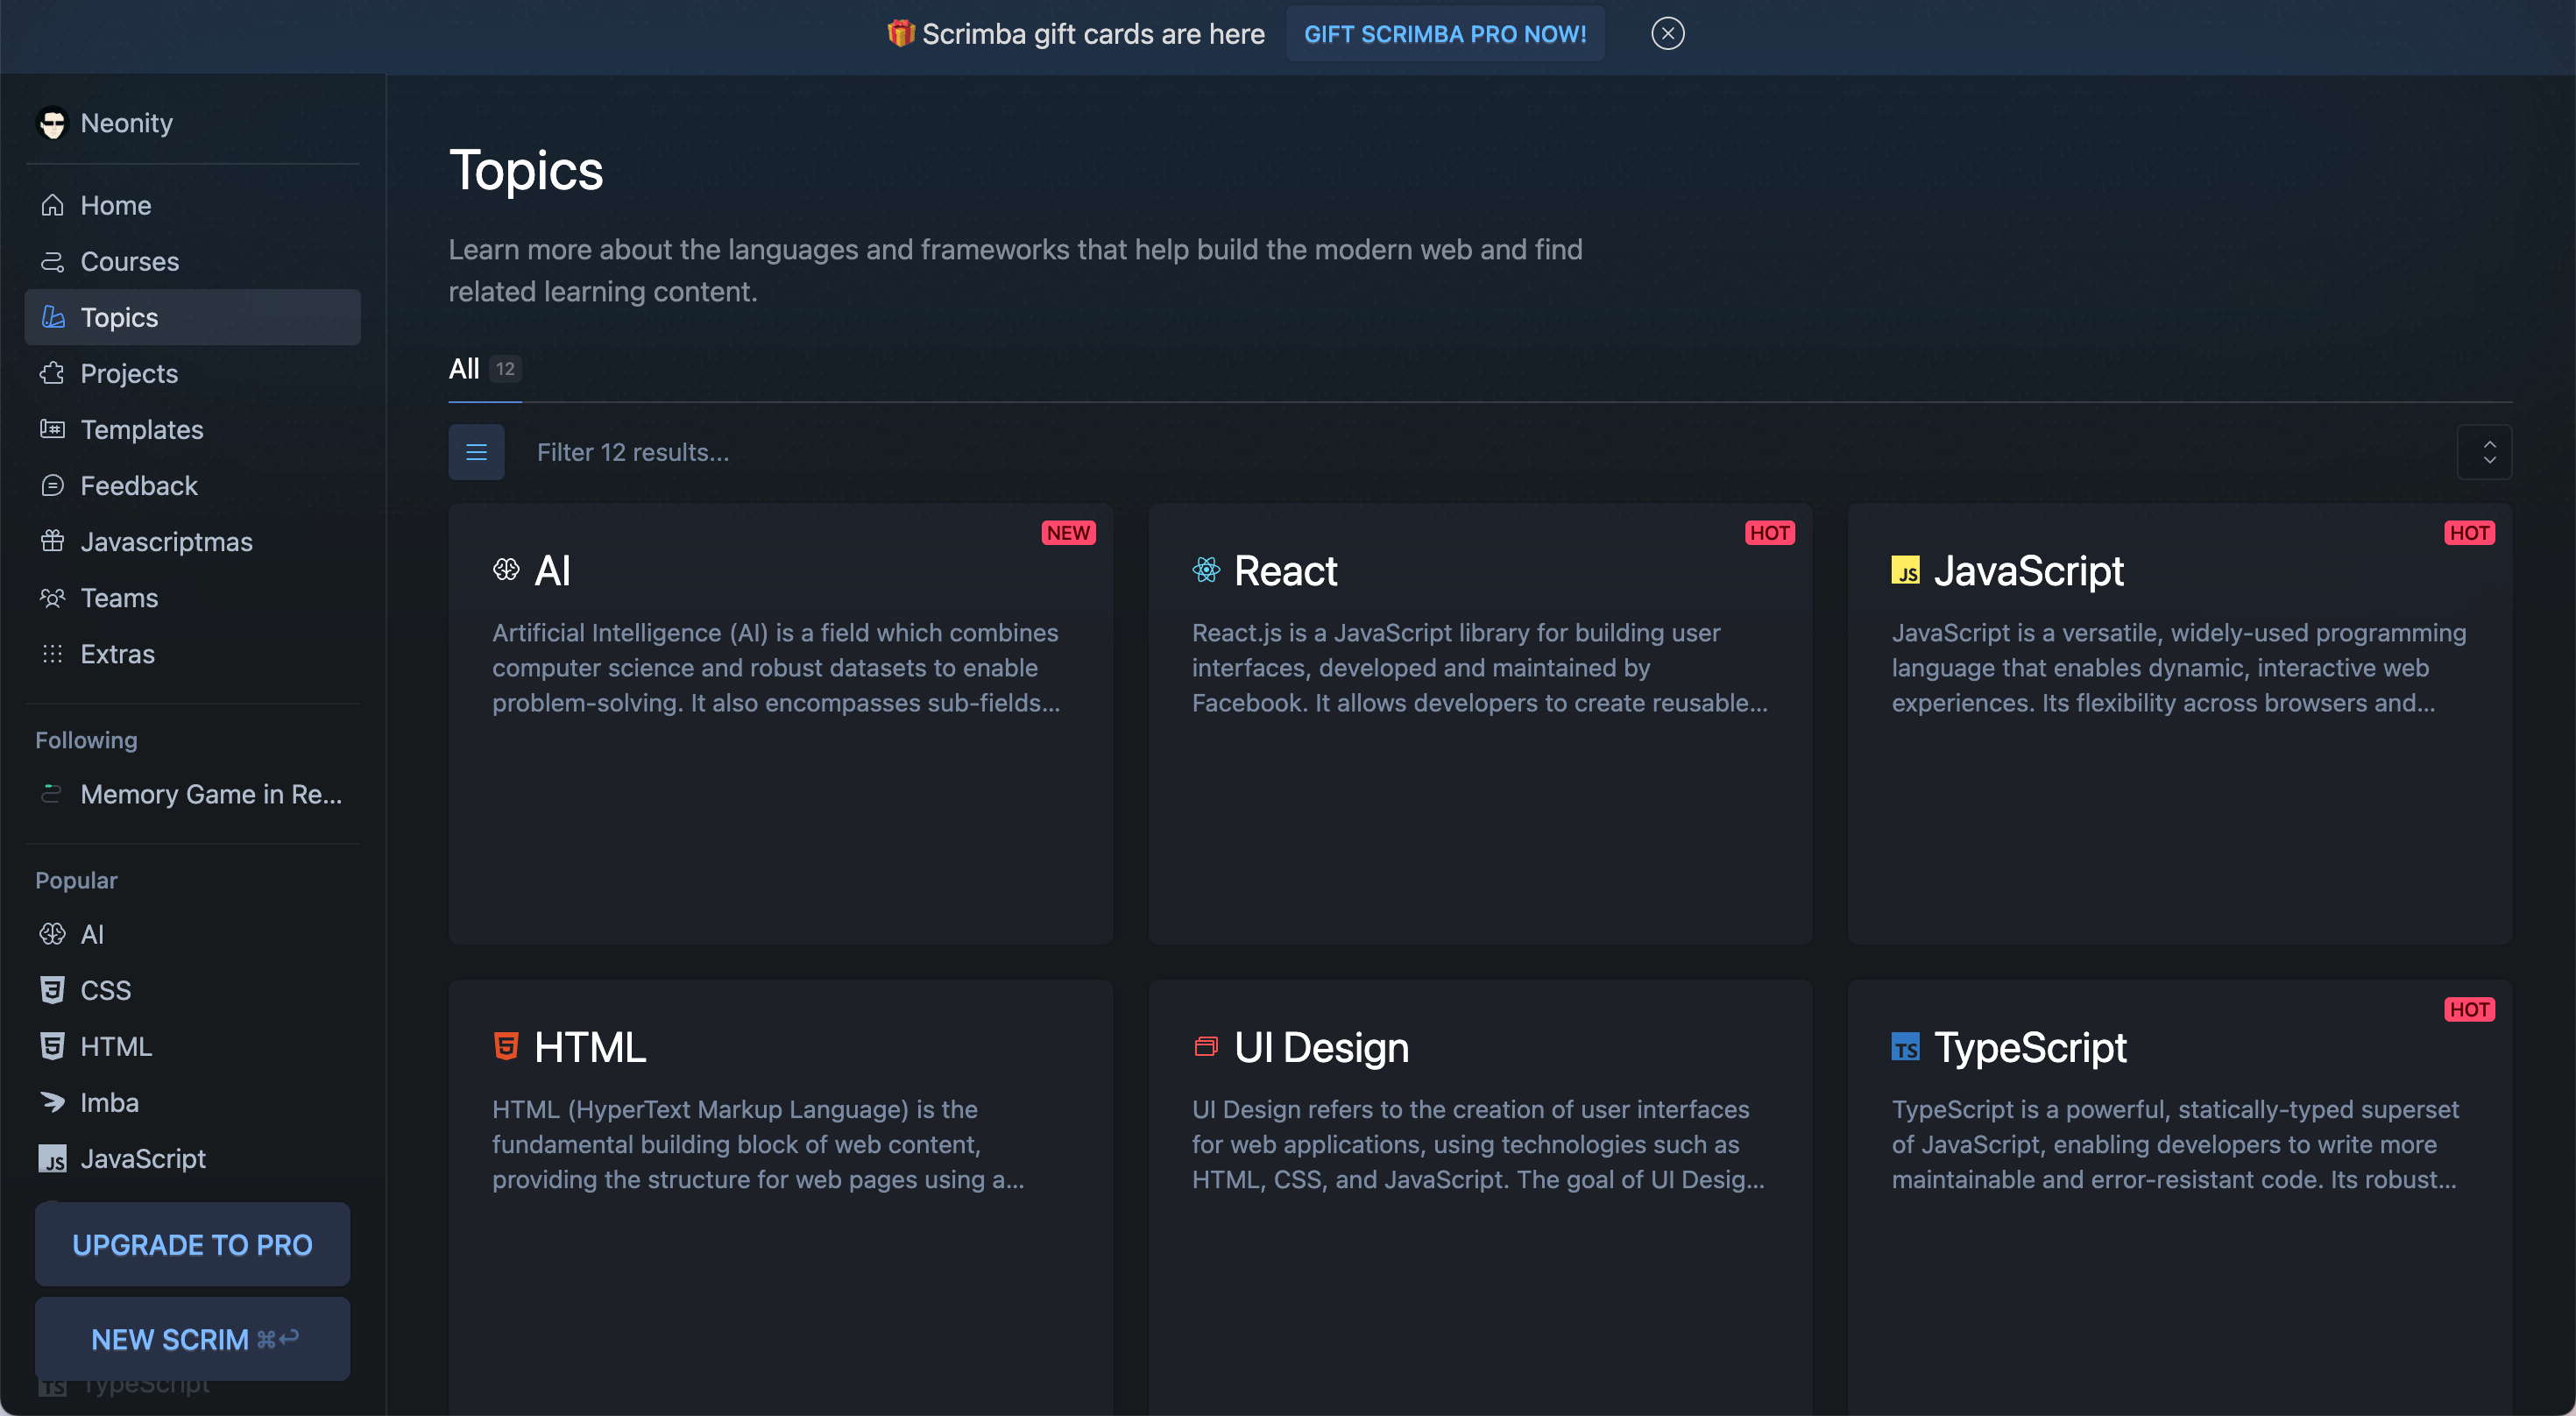 Scrimba gift cards are here
GIFT SCRIMBA PRO NOW!
Neonity
Home
Courses
Topics
Projects
Templates
Feedback
Javascriptmas
Teams
Extras
Following
Memory Game in Re...
Popular
AI
CSS
HTML
Imba
JS JavaScript
UPGRADE TO PRO
NEW SCRIM ⌘↩
TS TypeScript
Topics
Learn more about the languages and frameworks that help build the modern web and find
related learning content.
All 12
Filter 12 results...
NEW
AI
Artificial Intelligence (AI) is a field which combines
computer science and robust datasets to enable
problem-solving. It also encompasses sub-fields...
HOT
React
React.js is a JavaScript library for building user
interfaces, developed and maintained by
Facebook. It allows developers to create reusable...
HOT
JS JavaScript
JavaScript is a versatile, widely-used programming
language that enables dynamic, interactive web
experiences. Its flexibility across browsers and...
HTML
HTML (HyperText Markup Language) is the
fundamental building block of web content,
providing the structure for web pages using a...
UI Design
UI Design refers to the creation of user interfaces
for web applications, using technologies such as
HTML, CSS, and JavaScript. The goal of UI Desig...
HOT
TS TypeScript
TypeScript is a powerful, statically-typed superset
of JavaScript, enabling developers to write more
maintainable and error-resistant code. Its robust...